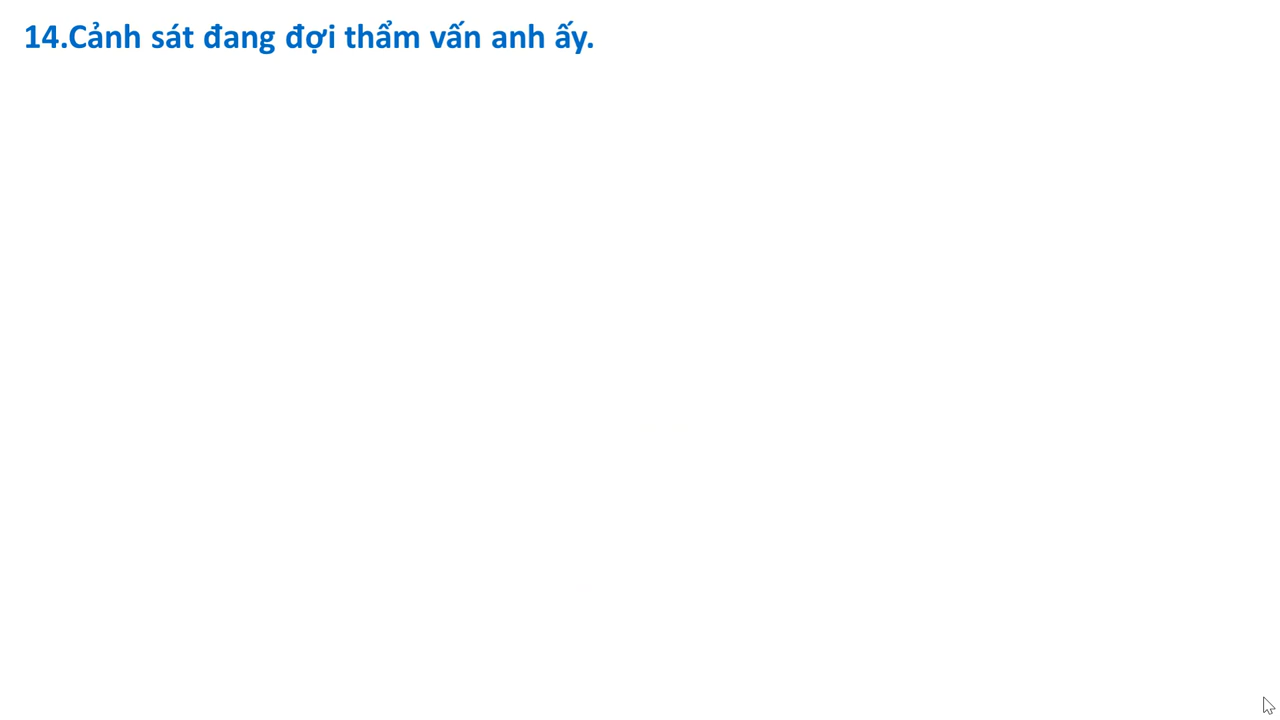 14.Cảnh sát đang đợi thẩm vấn anh ấy.